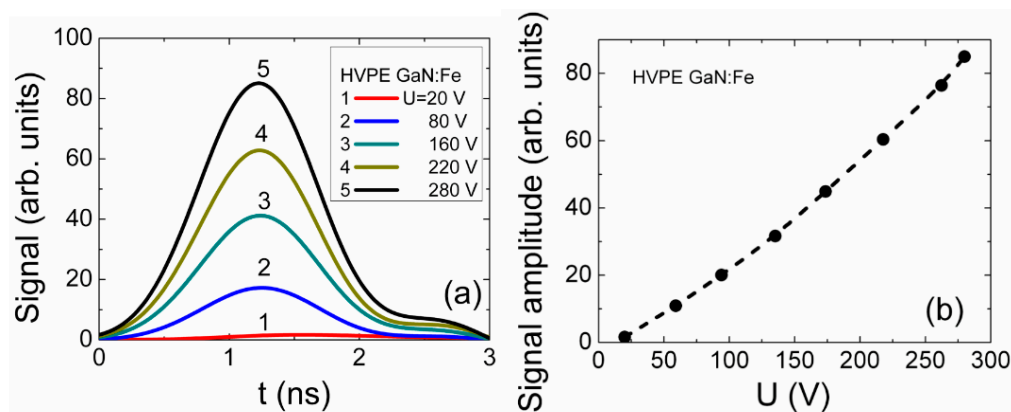 100
80
60
40
20
0
Signal (arb. units)
HVPE GaN:Fe
1 U=20 V
2 80 V
3 160 V
4 220 V
5 280 V
5
4
3
2
1
(a)
0 1 2 3
t (ns)
80
60
40
20
0
Signal amplitude (arb. units)
HVPE GaN:Fe
(b)
0 50 100 150 200 250 300
U (V)